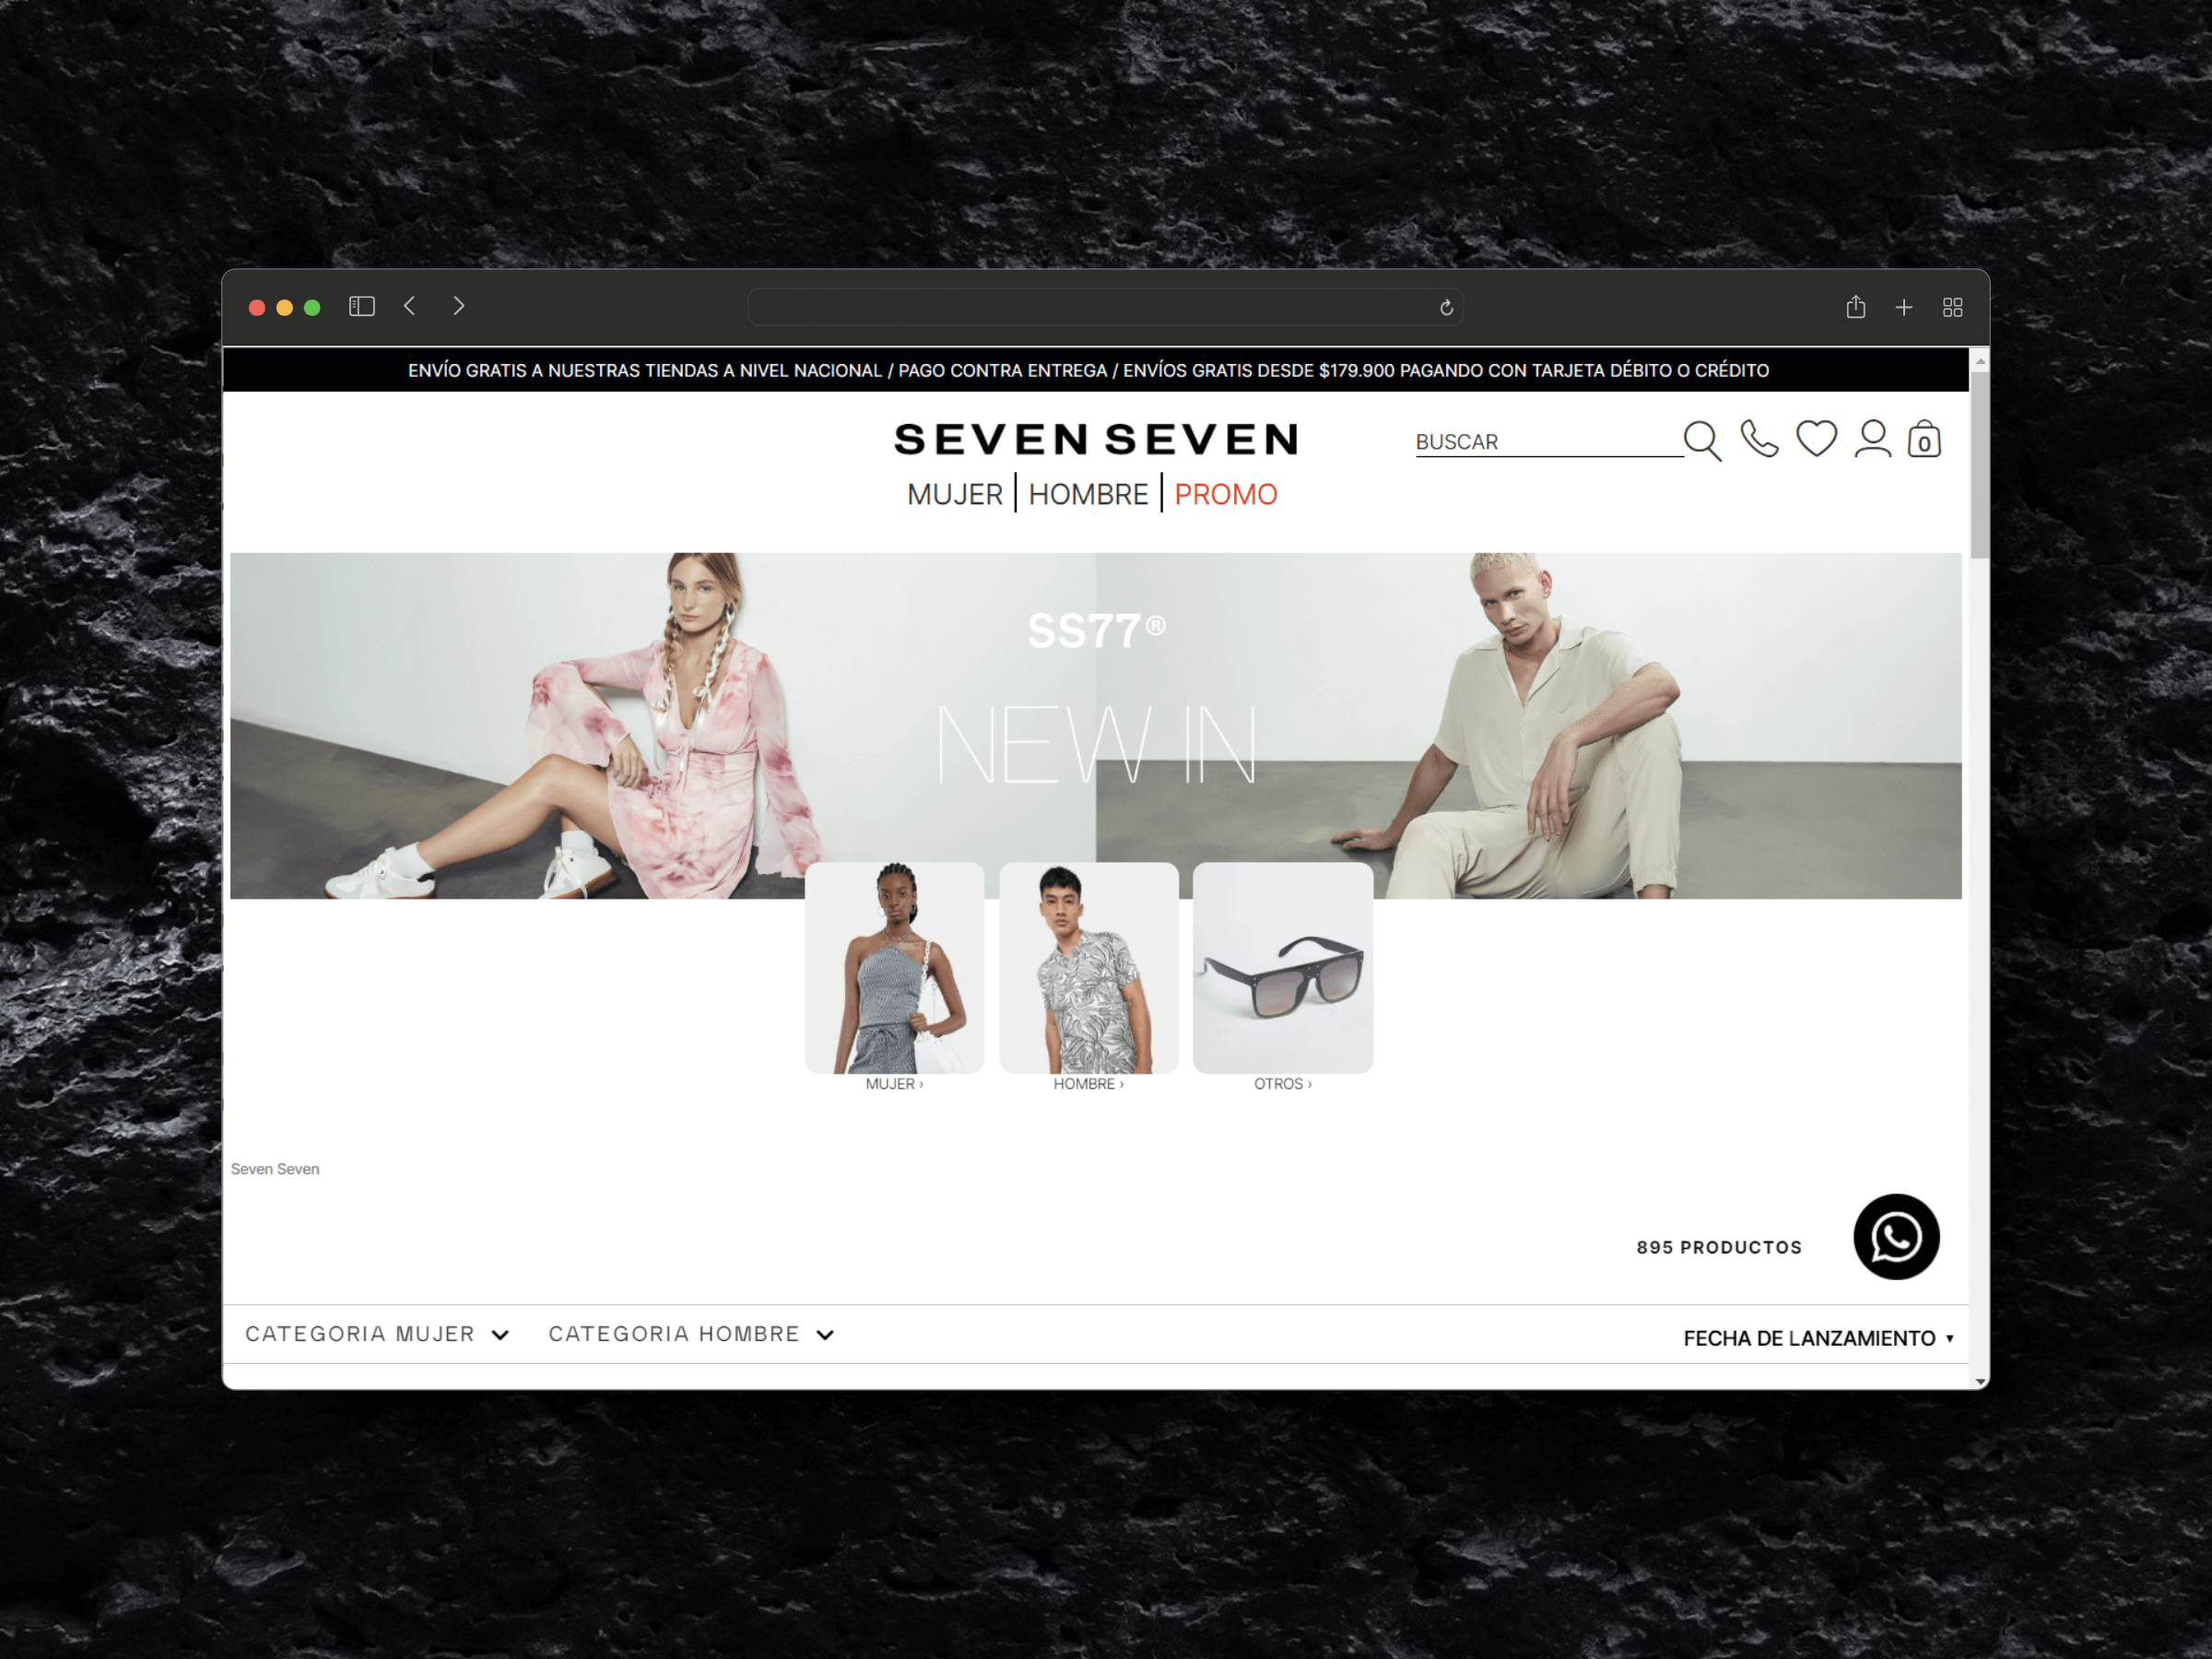 ENVÍO GRATIS A NUESTRAS TIENDAS A NIVEL NACIONAL / PAGO CONTRA ENTREGA / ENVÍOS GRATIS DESDE $179.900 PAGANDO CON TARJETA DÉBITO O CRÉDITO
SEVEN SEVEN
BUSCAR
0
MUJER | HOMBRE | PROMO
SS77®
NEW IN
MUJER ›
HOMBRE ›
OTROS ›
Seven Seven
895 PRODUCTOS
CATEGORIA MUJER
CATEGORIA HOMBRE
FECHA DE LANZAMIENTO